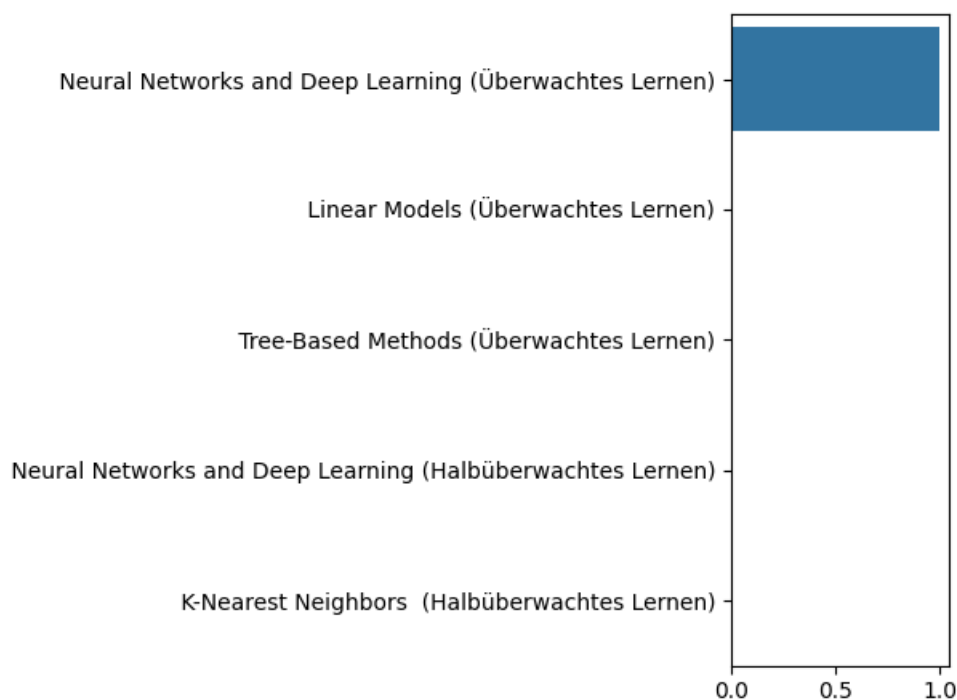 Neural Networks and Deep Learning (Überwachtes Lernen)
Linear Models (Überwachtes Lernen)
Tree-Based Methods (Überwachtes Lernen)
Neural Networks and Deep Learning (Halbüberwachtes Lernen)
K-Nearest Neighbors  (Halbüberwachtes Lernen)
0.0 0.5 1.0